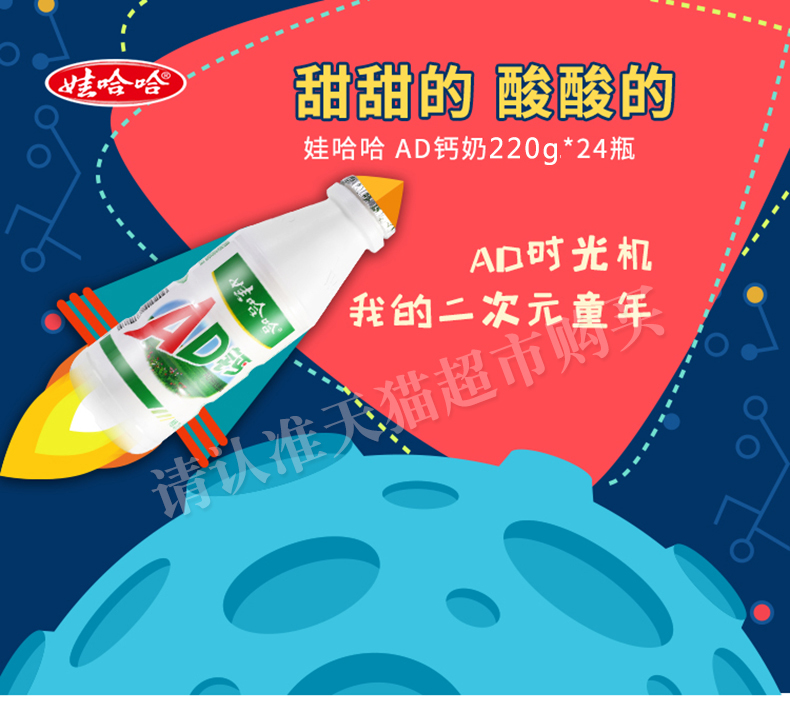 娃哈哈®
甜甜的 酸酸的
娃哈哈 AD钙奶220g*24瓶
AD时光机
我的二次元童年
娃哈哈
AD钙
请认准天猫超市购买